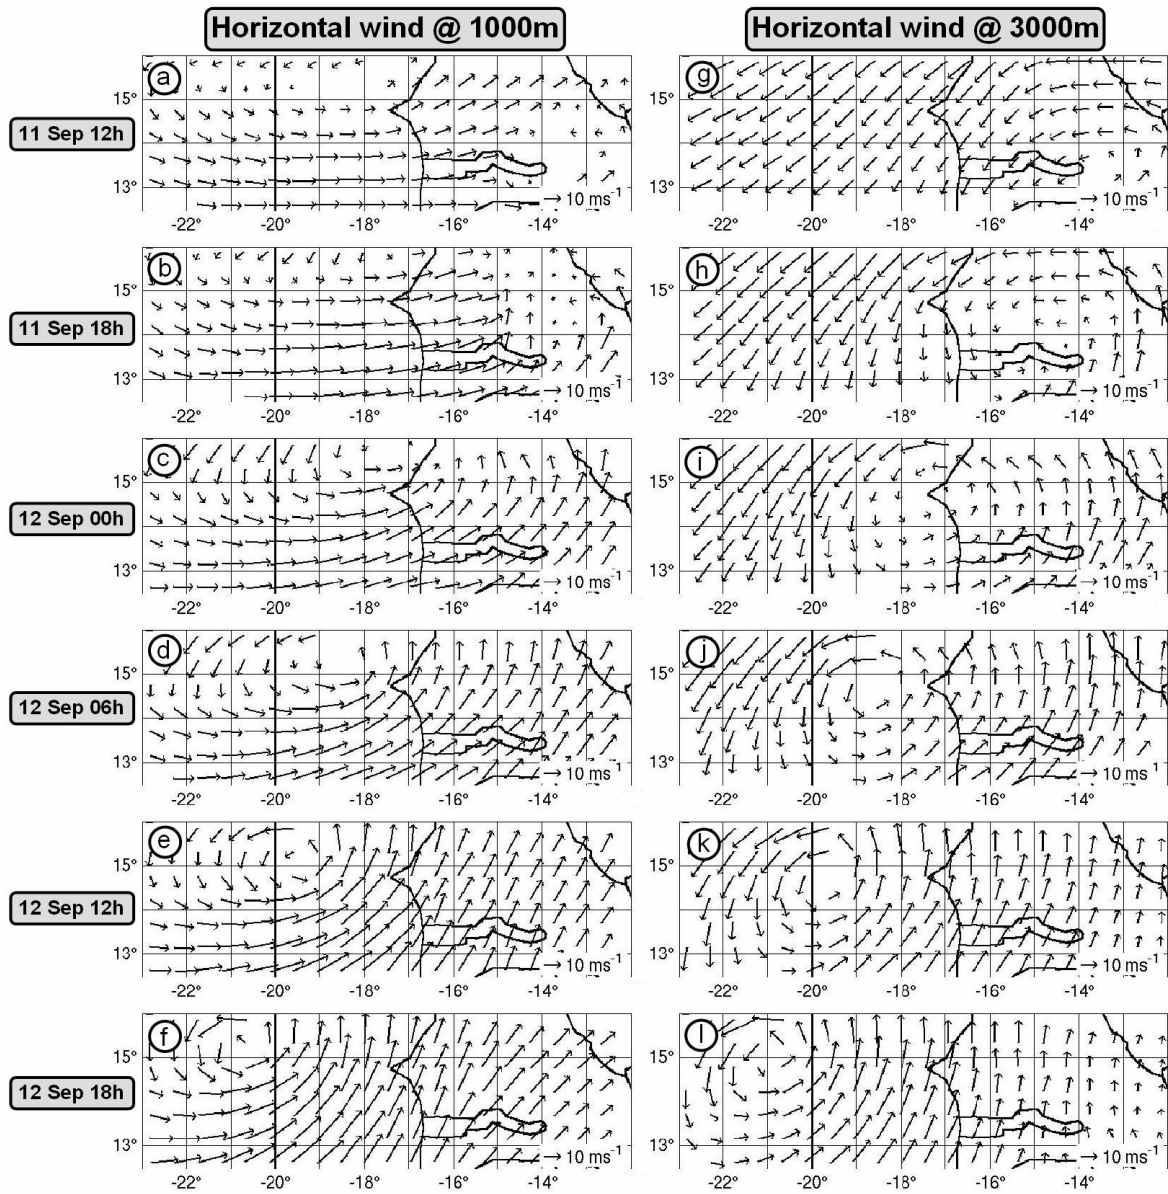 Horizontal wind @ 1000m
Horizontal wind @ 3000m
11 Sep 12h
a
15°
13°
→ 10 ms⁻¹
-22° -20° -18° -16° -14°
g
15°
13°
→ 10 ms⁻¹
-22° -20° -18° -16° -14°
11 Sep 18h
b
15°
13°
→ 10 ms⁻¹
-22° -20° -18° -16° -14°
h
15°
13°
→ 10 ms⁻¹
-22° -20° -18° -16° -14°
12 Sep 00h
c
15°
13°
→ 10 ms⁻¹
-22° -20° -18° -16° -14°
i
15°
13°
→ 10 ms⁻¹
-22° -20° -18° -16° -14°
12 Sep 06h
d
15°
13°
→ 10 ms⁻¹
-22° -20° -18° -16° -14°
j
15°
13°
→ 10 ms⁻¹
-22° -20° -18° -16° -14°
12 Sep 12h
e
15°
13°
→ 10 ms⁻¹
-22° -20° -18° -16° -14°
k
15°
13°
→ 10 ms⁻¹
-22° -20° -18° -16° -14°
12 Sep 18h
f
15°
13°
→ 10 ms⁻¹
-22° -20° -18° -16° -14°
l
15°
13°
→ 10 ms⁻¹
-22° -20° -18° -16° -14°